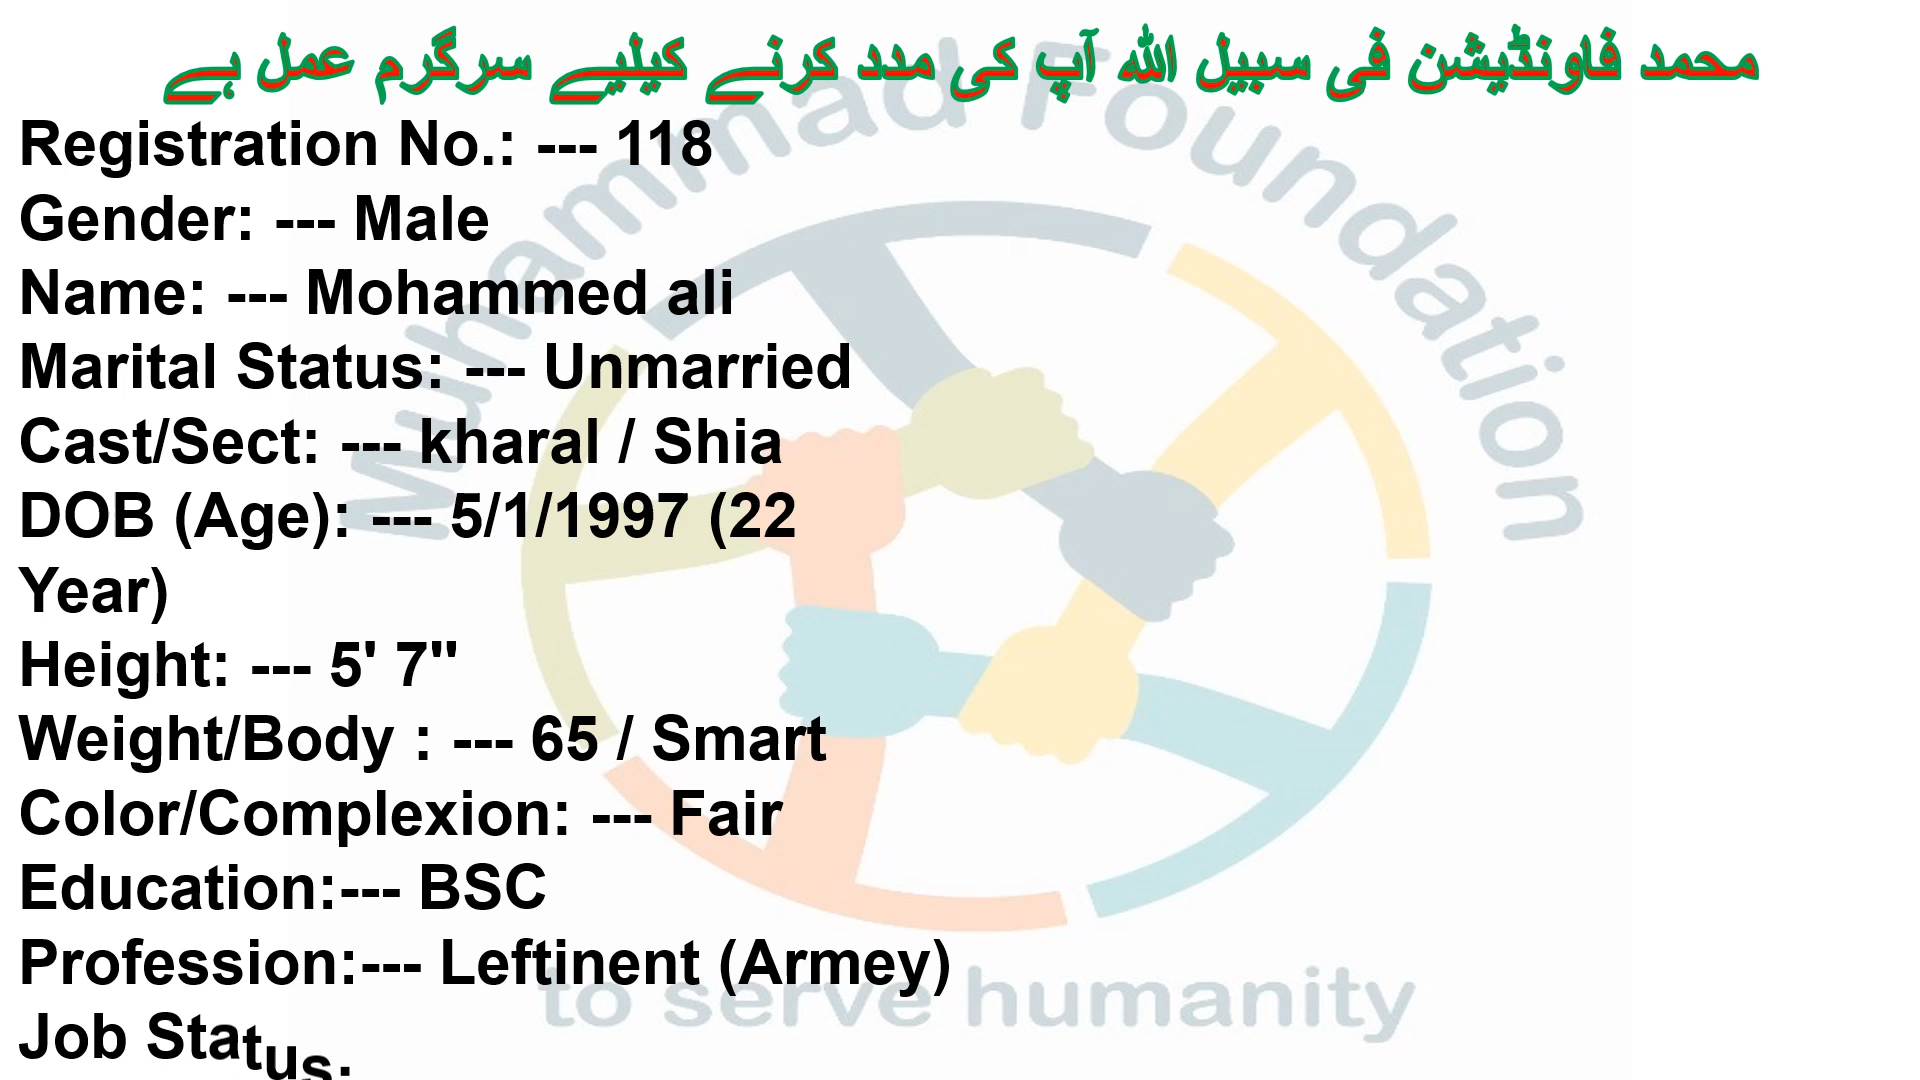 محمد فاونڈیشن فی سبیل اللہ آپ کی مدد کرنے کیلیے سرگرم عمل ہے
Muhammad Foundation
Registration No.: --- 118
Gender: --- Male
Name: --- Mohammed ali
Marital Status: --- Unmarried
Cast/Sect: --- kharal / Shia
DOB (Age): --- 5/1/1997 (22
Year)
Height: --- 5' 7"
Weight/Body : --- 65 / Smart
Color/Complexion: --- Fair
Education:--- BSC
Profession:--- Leftinent (Armey)
to serve humanity
Job Status: